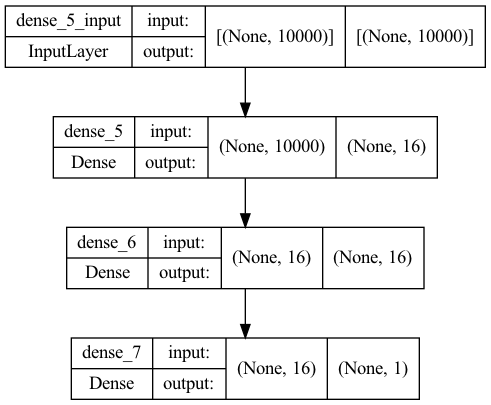 dense_5_input input: [(None, 10000)] [(None, 10000)]
InputLayer output:
dense_5 input: (None, 10000) (None, 16)
Dense output:
dense_6 input: (None, 16) (None, 16)
Dense output:
dense_7 input: (None, 16) (None, 1)
Dense output: